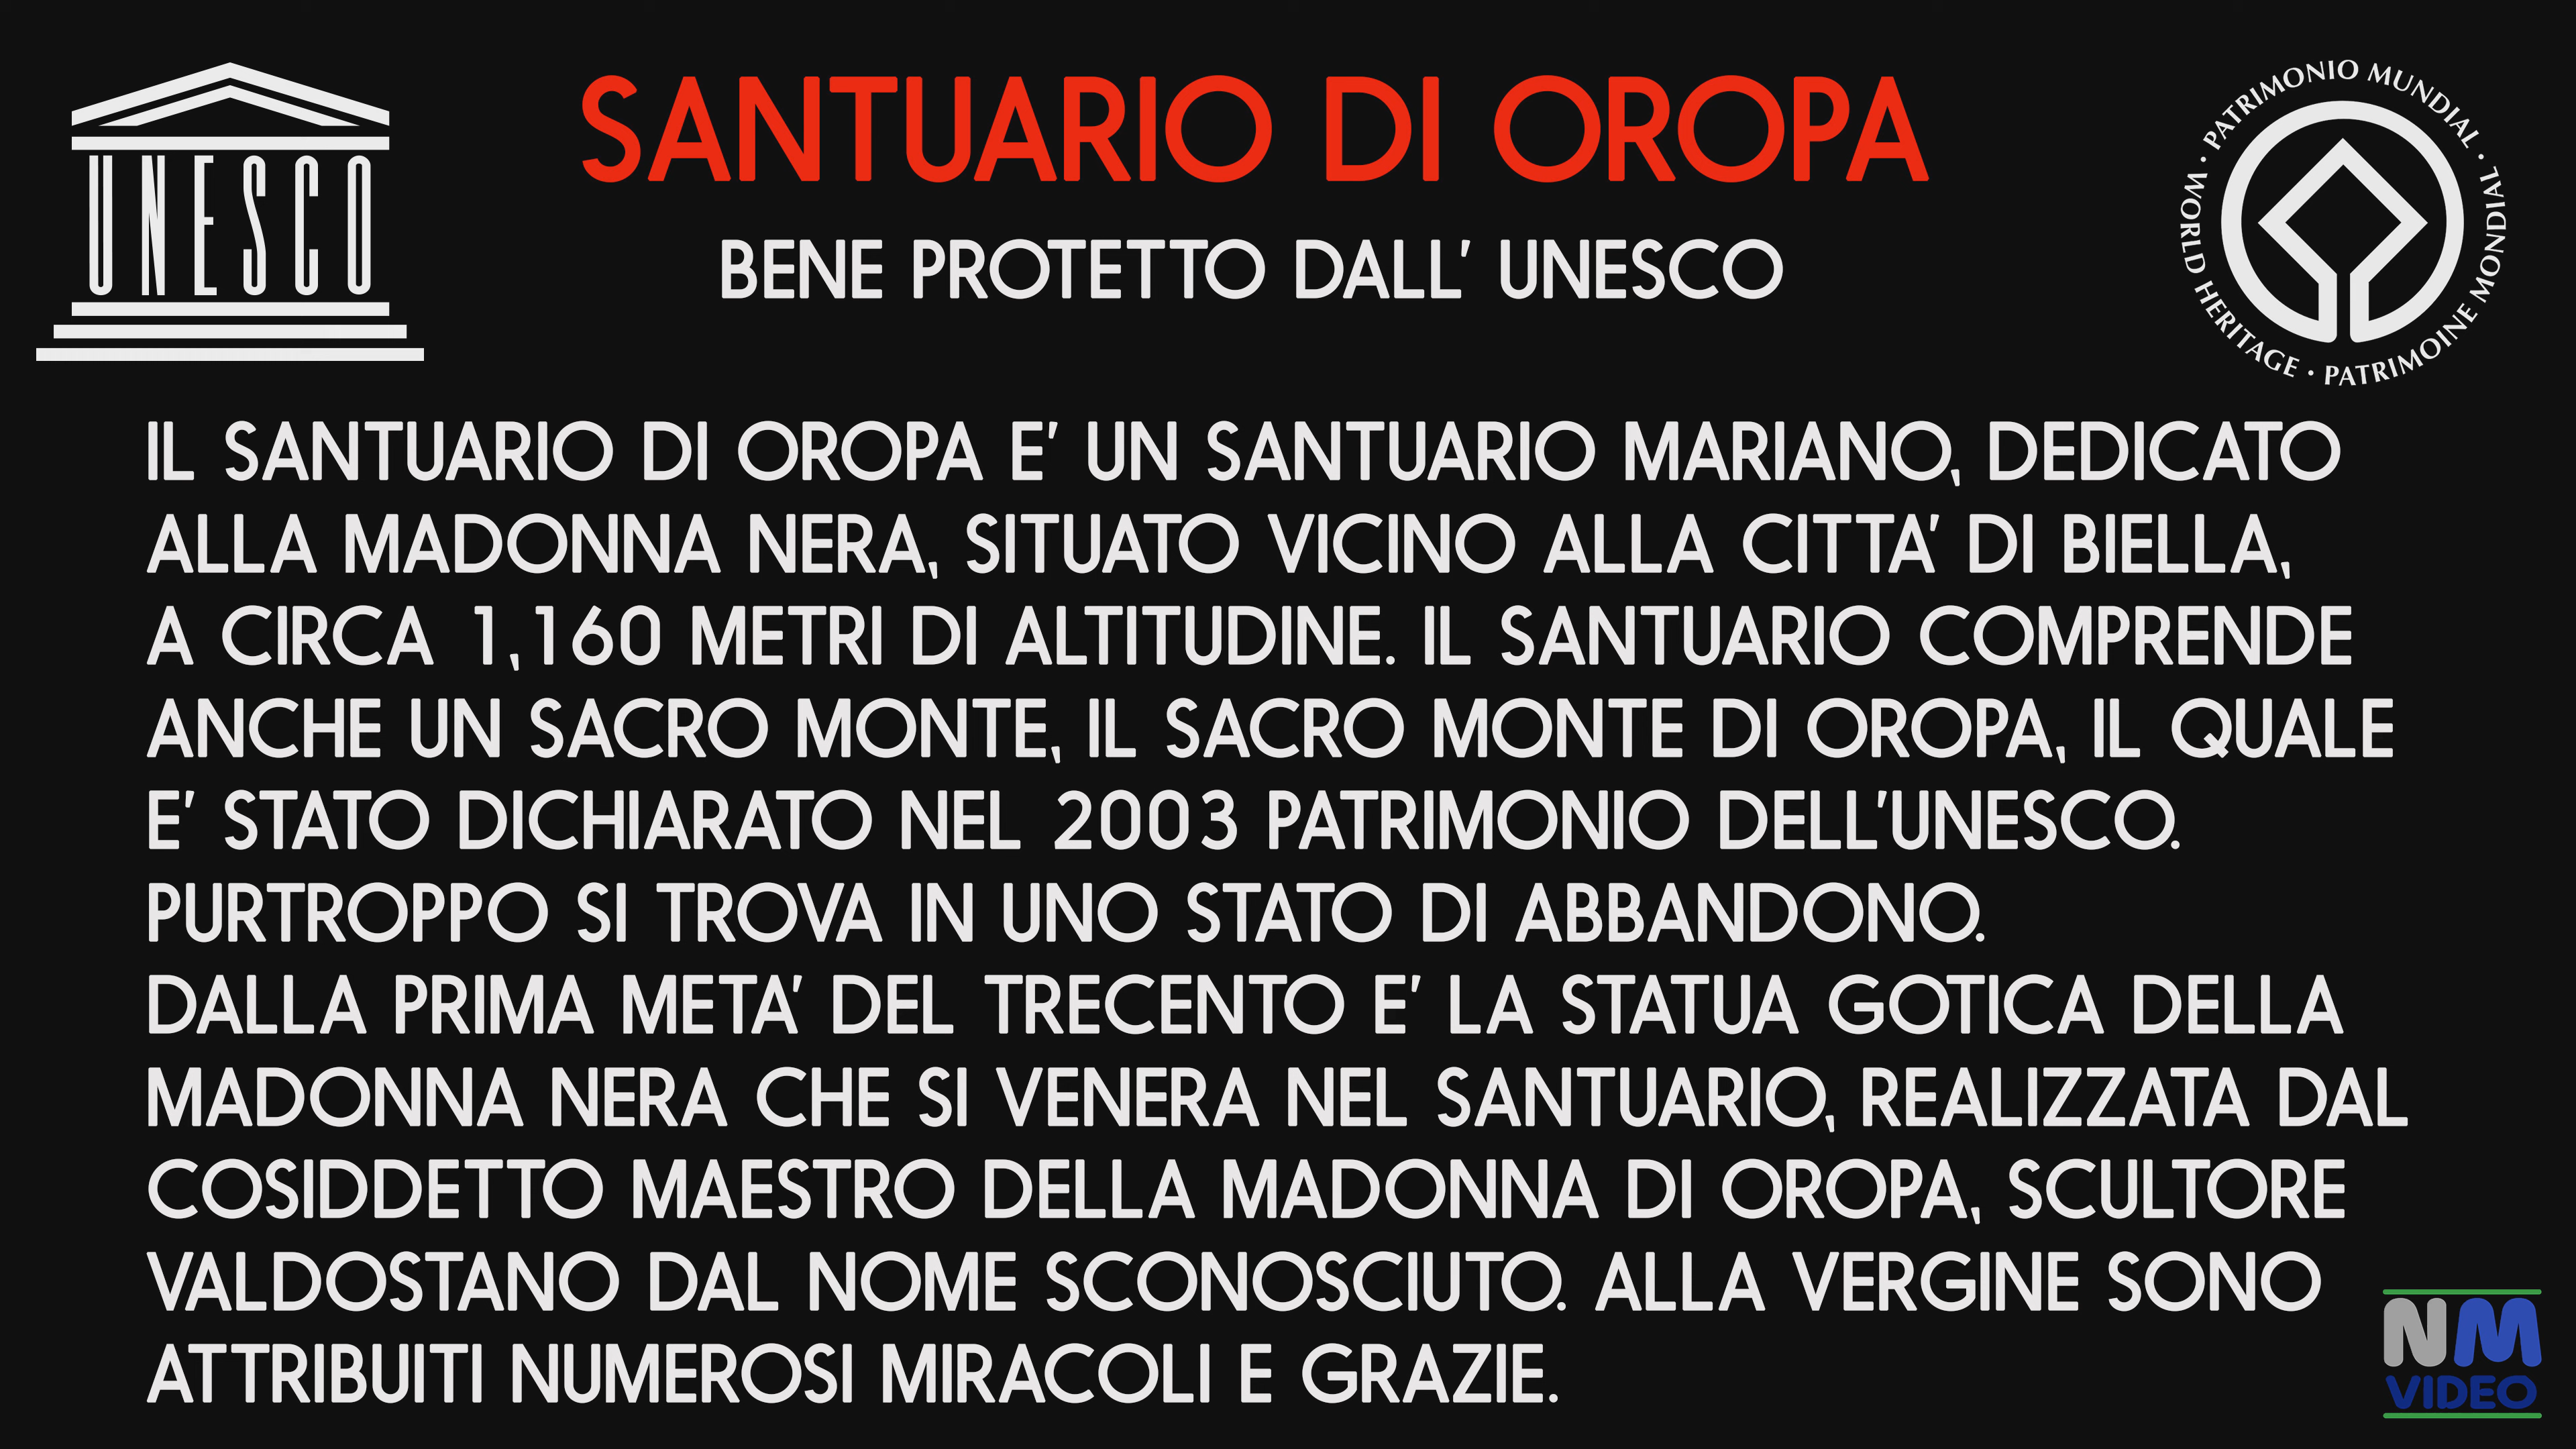 UNESCO
SANTUARIO DI OROPA
BENE PROTETTO DALL' UNESCO
PATRIMONIO MUNDIAL · PATRIMOINE MONDIAL · WORLD HERITAGE ·
IL SANTUARIO DI OROPA E' UN SANTUARIO MARIANO, DEDICATO
ALLA MADONNA NERA, SITUATO VICINO ALLA CITTA' DI BIELLA,
A CIRCA 1,160 METRI DI ALTITUDINE. IL SANTUARIO COMPRENDE
ANCHE UN SACRO MONTE, IL SACRO MONTE DI OROPA, IL QUALE
E' STATO DICHIARATO NEL 2003 PATRIMONIO DELL'UNESCO.
PURTROPPO SI TROVA IN UNO STATO DI ABBANDONO.
DALLA PRIMA META' DEL TRECENTO E' LA STATUA GOTICA DELLA
MADONNA NERA CHE SI VENERA NEL SANTUARIO, REALIZZATA DAL
COSIDDETTO MAESTRO DELLA MADONNA DI OROPA, SCULTORE
VALDOSTANO DAL NOME SCONOSCIUTO. ALLA VERGINE SONO
ATTRIBUITI NUMEROSI MIRACOLI E GRAZIE.
NM
VIDEO